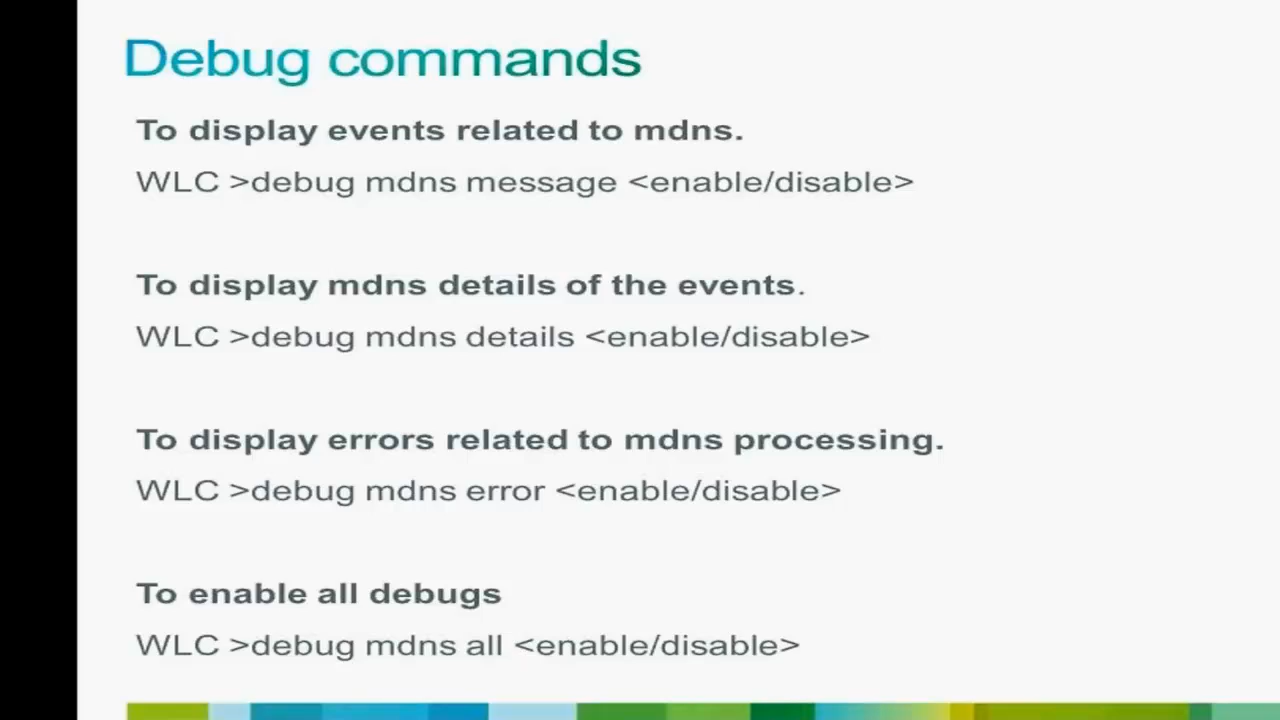 Debug commands
To display events related to mdns.
WLC >debug mdns message <enable/disable>
To display mdns details of the events.
WLC >debug mdns details <enable/disable>
To display errors related to mdns processing.
WLC >debug mdns error <enable/disable>
To enable all debugs
WLC >debug mdns all <enable/disable>